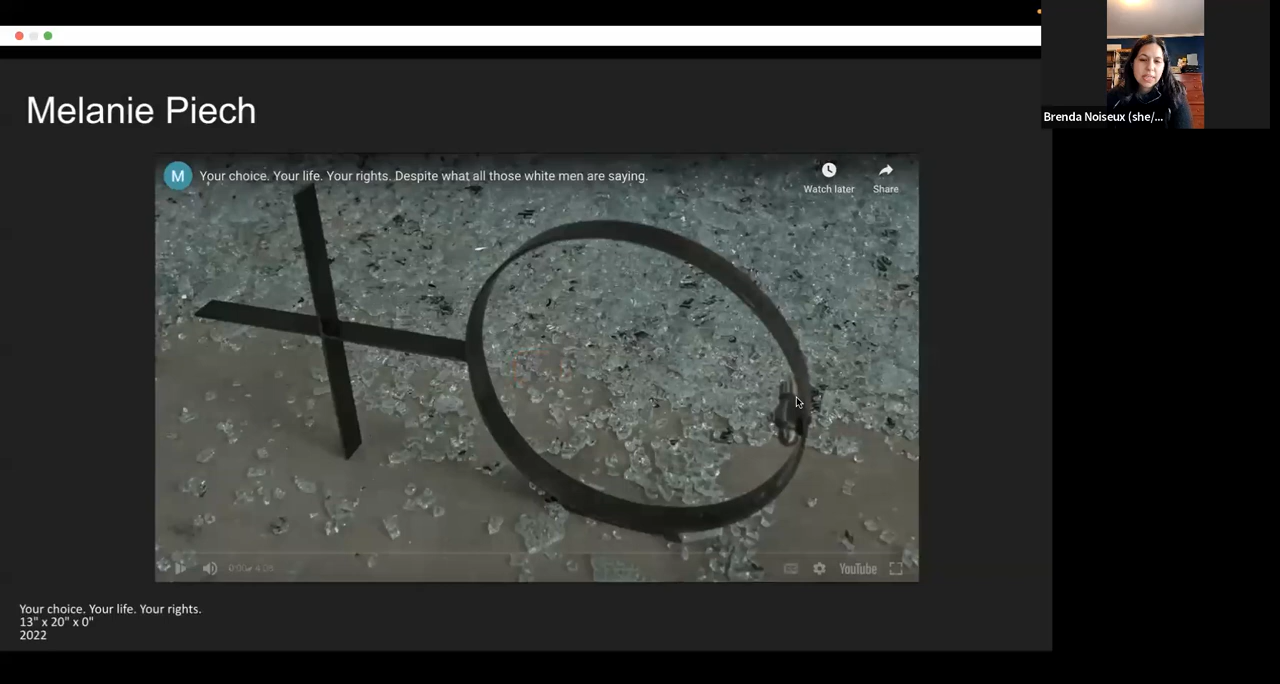 Melanie Piech
M
Your choice. Your life. Your rights. Despite what all those white men are saying.
Watch later
Share
Brenda Noiseux (she/...
YouTube
Your choice. Your life. Your rights.
13" x 20" x 0"
2022